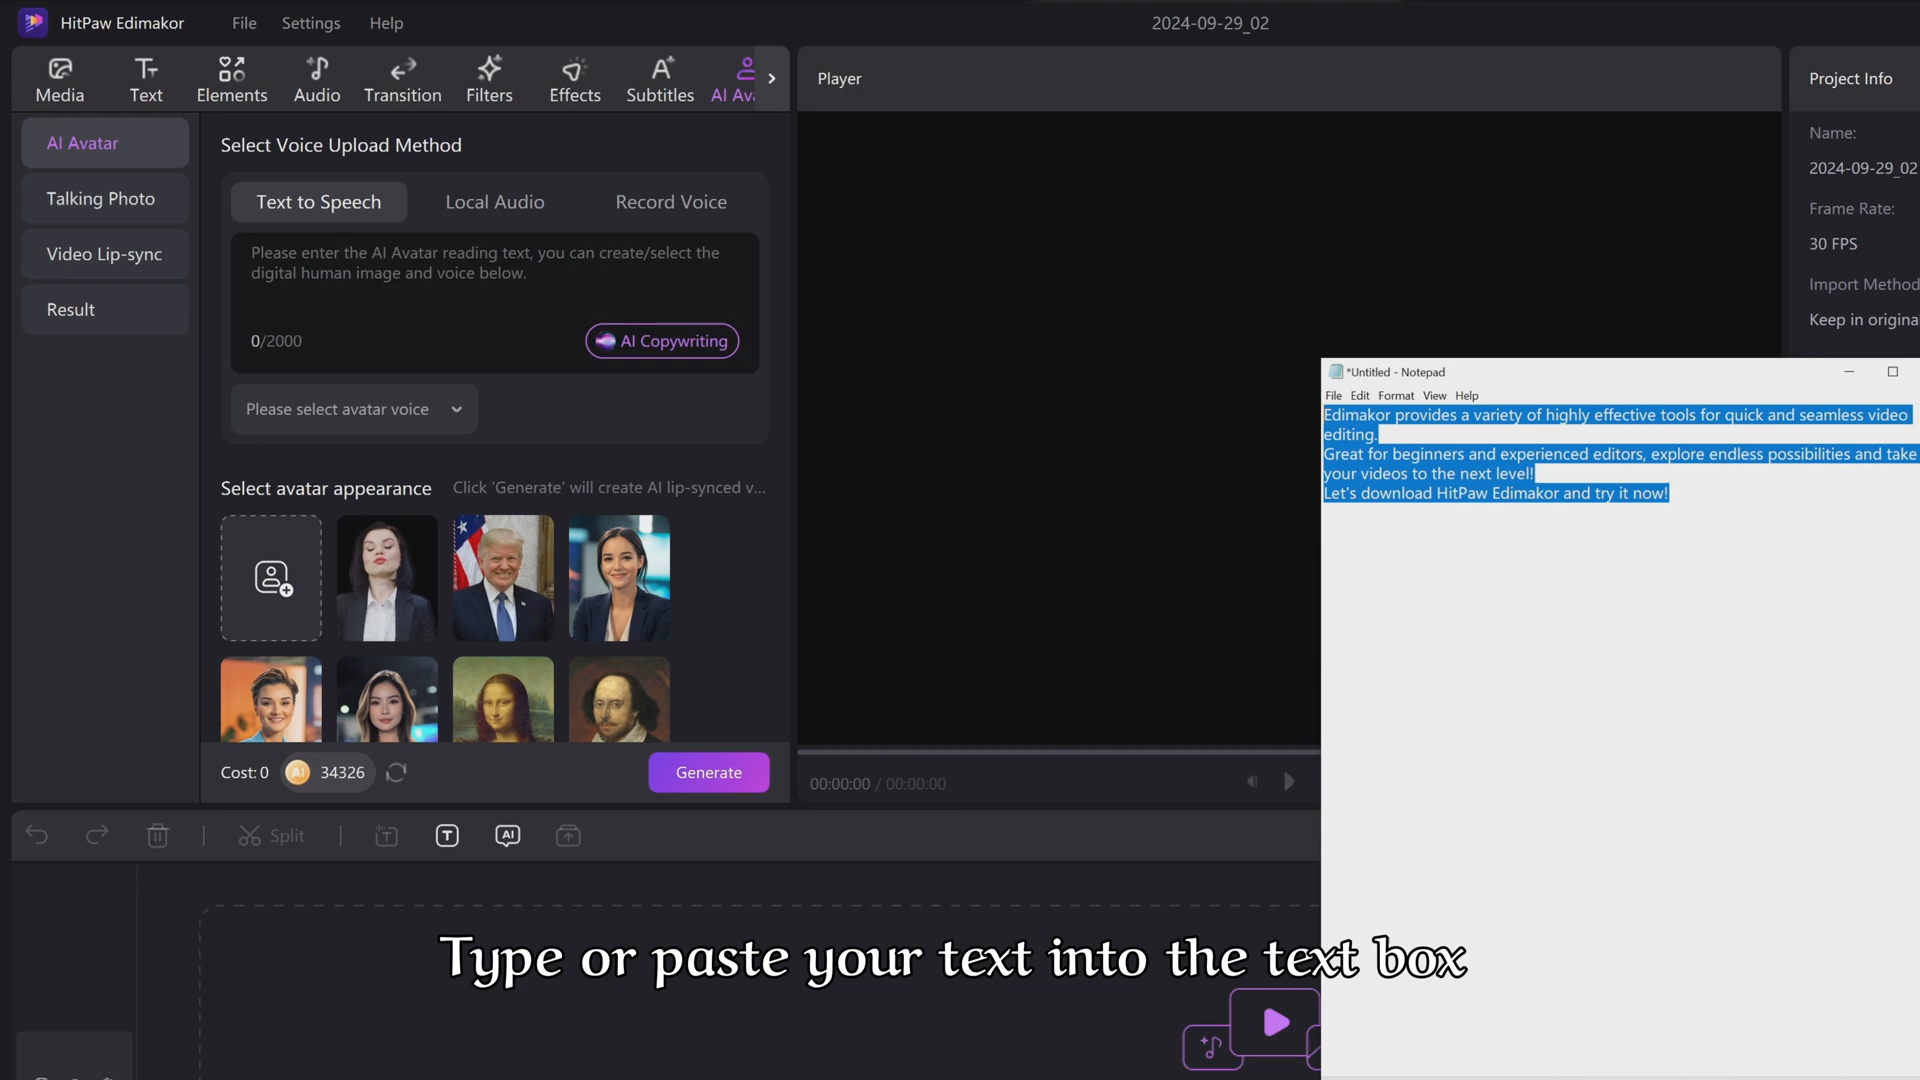 HitPaw Edimakor
File
Settings
Help
2024-09-29_02
Media
Text
Elements
Audio
Transition
Filters
Effects
Subtitles
AI Av
Player
Project Info
AI Avatar
Talking Photo
Video Lip-sync
Result
Select Voice Upload Method
Text to Speech
Local Audio
Record Voice
Please enter the AI Avatar reading text, you can create/select the
digital human image and voice below.
0/2000
AI Copywriting
Please select avatar voice
Select avatar appearance
Click 'Generate' will create AI lip-synced v...
Cost: 0
AI
34326
Generate
00:00:00 / 00:00:00
Name:
2024-09-29_02
Frame Rate:
30 FPS
Import Method
Keep in origina
*Untitled - Notepad
File Edit Format View Help
Edimakor provides a variety of highly effective tools for quick and seamless video
editing.
Great for beginners and experienced editors, explore endless possibilities and take
your videos to the next level!
Let's download HitPaw Edimakor and try it now!
Split
T
T
AI
Type or paste your text into the text box